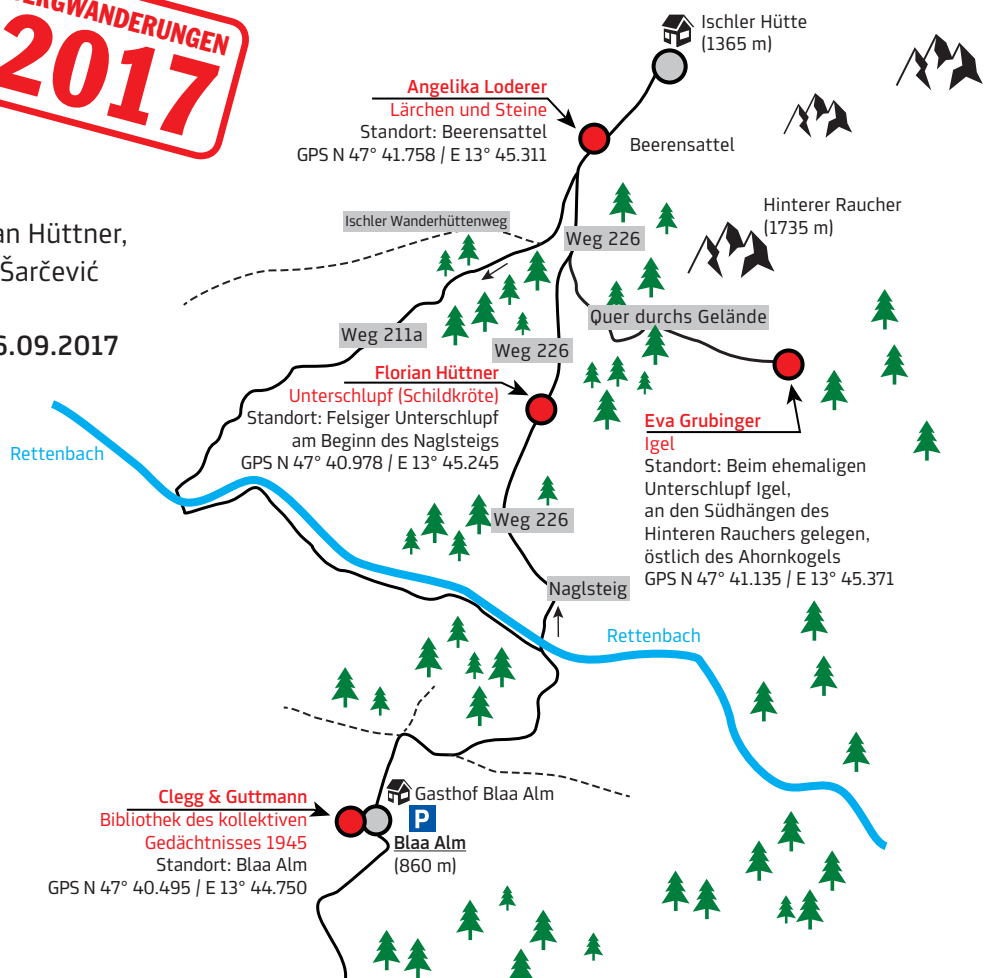 BERGWANDERUNGEN
2017
Hüttner,
Šarčević
.09.2017
Ischler Hütte
(1365 m)
Angelika Loderer
Lärchen und Steine
Standort: Beerensattel
GPS N 47° 41.758 / E 13° 45.311
Beerensattel
Hinterer Raucher
(1735 m)
Ischler Wanderhüttenweg
Weg 226
Quer durchs Gelände
Weg 211a
Weg 226
Florian Hüttner
Unterschlupf (Schildkröte)
Standort: Felsiger Unterschlupf
am Beginn des Naglsteigs
GPS N 47° 40.978 / E 13° 45.245
Eva Grubinger
Igel
Standort: Beim ehemaligen
Unterschlupf Igel,
an den Südhängen des
Hinteren Rauchers gelegen,
östlich des Ahornkogels
GPS N 47° 41.135 / E 13° 45.371
Rettenbach
Weg 226
Naglsteig
Rettenbach
Clegg & Guttmann
Bibliothek des kollektiven
Gedächtnisses 1945
Standort: Blaa Alm
GPS N 47° 40.495 / E 13° 44.750
Gasthof Blaa Alm
P
Blaa Alm
(860 m)